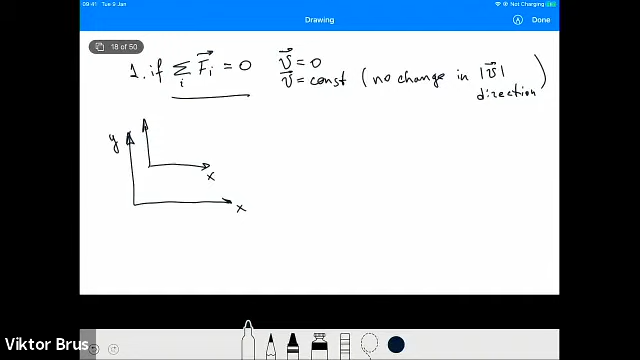 09:41 Tue 9 Jan
Not Charging
Drawing
Done
18 of 50
1. if ∑ F⃗i = 0
i
v⃗ = 0
v⃗ = const (no change in |v⃗|
direction)
y
x
x
Viktor Brus